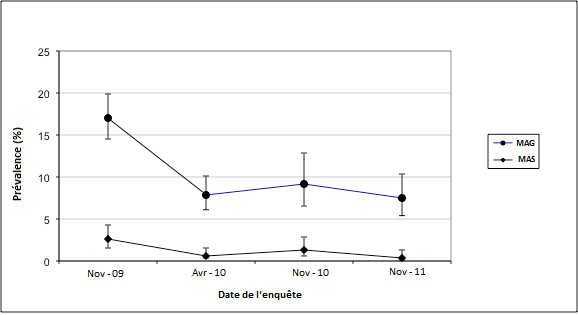 25
20
15
10
5
0
Prévalence (%)
Nov - 09
Avr - 10
Nov - 10
Nov - 11
Date de l'enquête
MAG
MAS